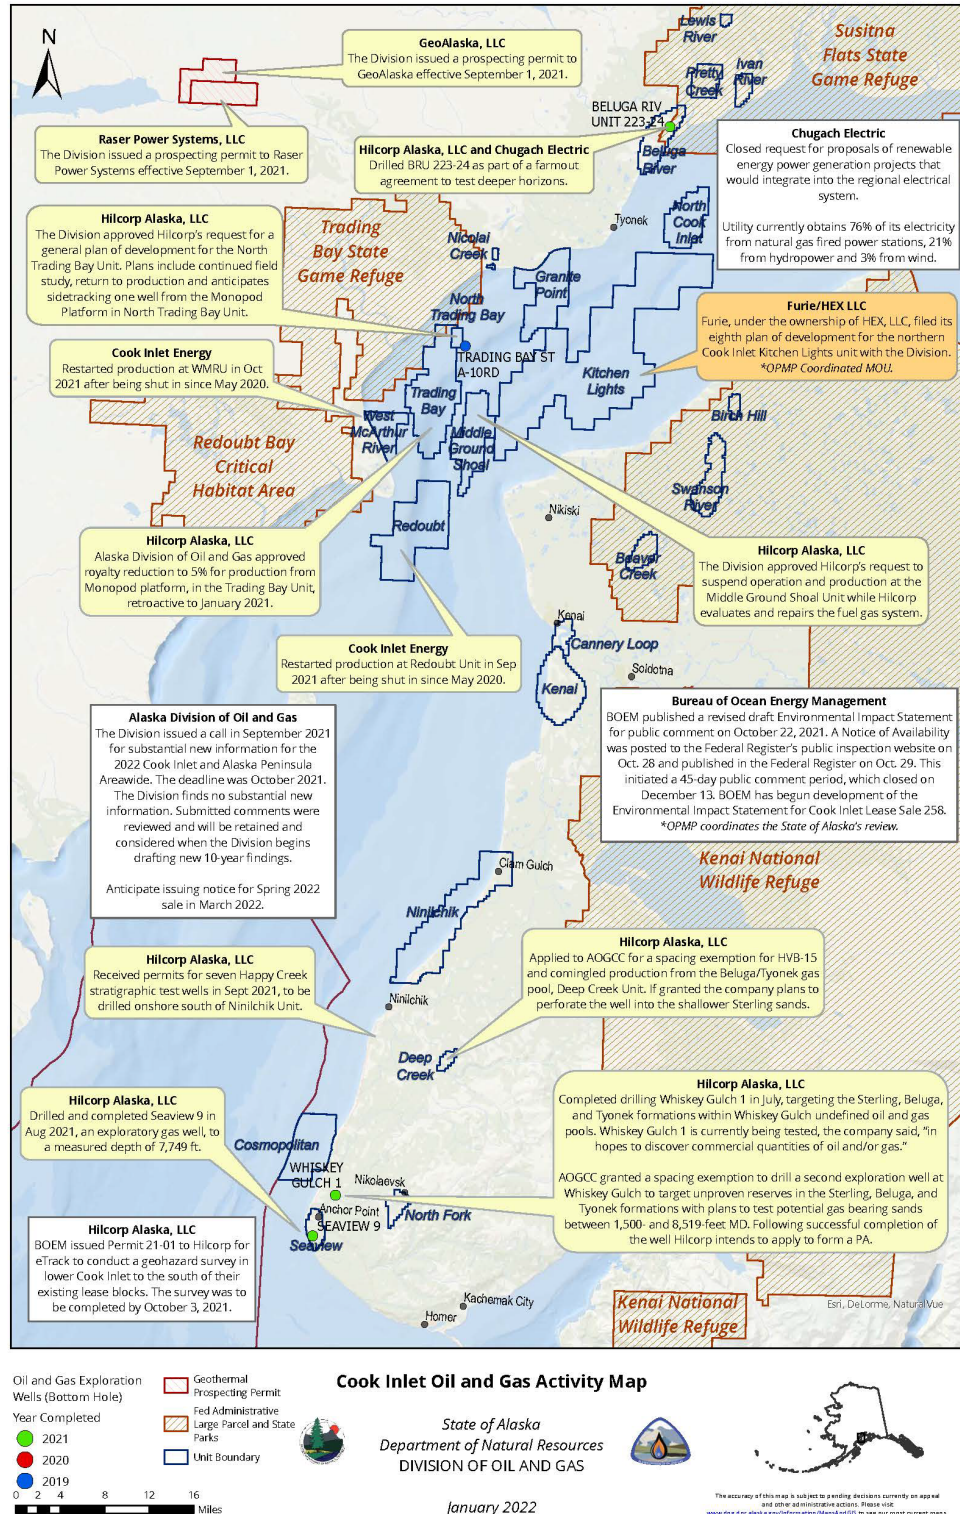 N
GeoAlaska, LLC
The Division issued a prospecting permit to
GeoAlaska effective September 1, 2021.
Lewis
River
Susitna
Flats State
Game Refuge
Pretty
Creek
Ivan
River
BELUGA RIV
UNIT 223-24
Beluga
River
Raser Power Systems, LLC
The Division issued a prospecting permit to Raser
Power Systems effective September 1, 2021.
Hilcorp Alaska, LLC and Chugach Electric
Drilled BRU 223-24 as part of a farmout
agreement to test deeper horizons.
Chugach Electric
Closed request for proposals of renewable
energy power generation projects that
would integrate into the regional electrical
system.
Utility currently obtains 76% of its electricity
from natural gas fired power stations, 21%
from hydropower and 3% from wind.
Hilcorp Alaska, LLC
The Division approved Hilcorp's request for a
general plan of development for the North
Trading Bay Unit. Plans include continued field
study, return to production and anticipates
sidetracking one well from the Monopod
Platform in North Trading Bay Unit.
Trading
Bay State
Game Refuge
Nicolai
Creek
Tyonek
North
Cook
Inlet
Granite
Point
North
Trading Bay
Furie/HEX LLC
Furie, under the ownership of HEX, LLC, filed its
eighth plan of development for the northern
Cook Inlet Kitchen Lights unit with the Division.
*OPMP Coordinated MOU.
Cook Inlet Energy
Restarted production at WMRU in Oct
2021 after being shut in since May 2020.
TRADING BAY ST
A-10RD
Kitchen
Lights
Trading
Bay
West
McArthur
River
Middle
Ground
Shoal
Birch Hill
Redoubt Bay
Critical
Habitat Area
Swanson
River
Redoubt
Nikiski
Beaver
Creek
Hilcorp Alaska, LLC
Alaska Division of Oil and Gas approved
royalty reduction to 5% for production from
Monopod platform, in the Trading Bay Unit,
retroactive to January 2021.
Hilcorp Alaska, LLC
The Division approved Hilcorp's request to
suspend operation and production at the
Middle Ground Shoal Unit while Hilcorp
evaluates and repairs the fuel gas system.
Kenai
Cannery Loop
Cook Inlet Energy
Restarted production at Redoubt Unit in Sep
2021 after being shut in since May 2020.
Soldotna
Kenai
Alaska Division of Oil and Gas
The Division issued a call in September 2021
for substantial new information for the
2022 Cook Inlet and Alaska Peninsula
Areawide. The deadline was October 2021.
The Division finds no substantial new
information. Submitted comments were
reviewed and will be retained and
considered when the Division begins
drafting new 10-year findings.
Anticipate issuing notice for Spring 2022
sale in March 2022.
Bureau of Ocean Energy Management
BOEM published a revised draft Environmental Impact Statement
for public comment on October 22, 2021. A Notice of Availability
was posted to the Federal Register's public inspection website on
Oct. 28 and published in the Federal Register on Oct. 29. This
initiated a 45-day public comment period, which closed on
December 13. BOEM has begun development of the
Environmental Impact Statement for Cook Inlet Lease Sale 258.
*OPMP coordinates the State of Alaska's review.
Kenai National
Wildlife Refuge
Clam Gulch
Ninilchik
Hilcorp Alaska, LLC
Received permits for seven Happy Creek
stratigraphic test wells in Sept 2021, to be
drilled onshore south of Ninilchik Unit.
Hilcorp Alaska, LLC
Applied to AOGCC for a spacing exemption for HVB-15
and comingled production from the Beluga/Tyonek gas
pool, Deep Creek Unit. If granted the company plans to
perforate the well into the shallower Sterling sands.
Ninilchik
Deep
Creek
Hilcorp Alaska, LLC
Drilled and completed Seaview 9 in
Aug 2021, an exploratory gas well, to
a measured depth of 7,749 ft.
Hilcorp Alaska, LLC
Completed drilling Whiskey Gulch 1 in July, targeting the Sterling, Beluga,
and Tyonek formations within Whiskey Gulch undefined oil and gas
pools. Whiskey Gulch 1 is currently being tested, the company said, "in
hopes to discover commercial quantities of oil and/or gas."
AOGCC granted a spacing exemption to drill a second exploration well at
Whiskey Gulch to target unproven reserves in the Sterling, Beluga, and
Tyonek formations with plans to test potential gas bearing sands
between 1,500- and 8,519-feet MD. Following successful completion of
the well Hilcorp intends to apply to form a PA.
Cosmopolitan
WHISKEY
GULCH 1
Nikolaevsk
Anchor Point
SEAVIEW 9
North Fork
Seaview
Hilcorp Alaska, LLC
BOEM issued Permit 21-01 to Hilcorp for
eTrack to conduct a geohazard survey in
lower Cook Inlet to the south of their
existing lease blocks. The survey was to
be completed by October 3, 2021.
Kachemak City
Homer
Kenai National
Wildlife Refuge
Esri, DeLorme, NaturalVue
Oil and Gas Exploration
Wells (Bottom Hole)
Year Completed
2021
2020
2019
0 2 4 8 12 16
Miles
Geothermal
Prospecting Permit
Fed Administrative
Large Parcel and State
Parks
Unit Boundary
Cook Inlet Oil and Gas Activity Map
State of Alaska
Department of Natural Resources
DIVISION OF OIL AND GAS
January 2022
The accuracy of this map is subject to pending decisions currently on appeal
and other administrative actions. Please visit
www.dog.dnr.alaska.gov/Information/MapsAndGIS to see our most current maps